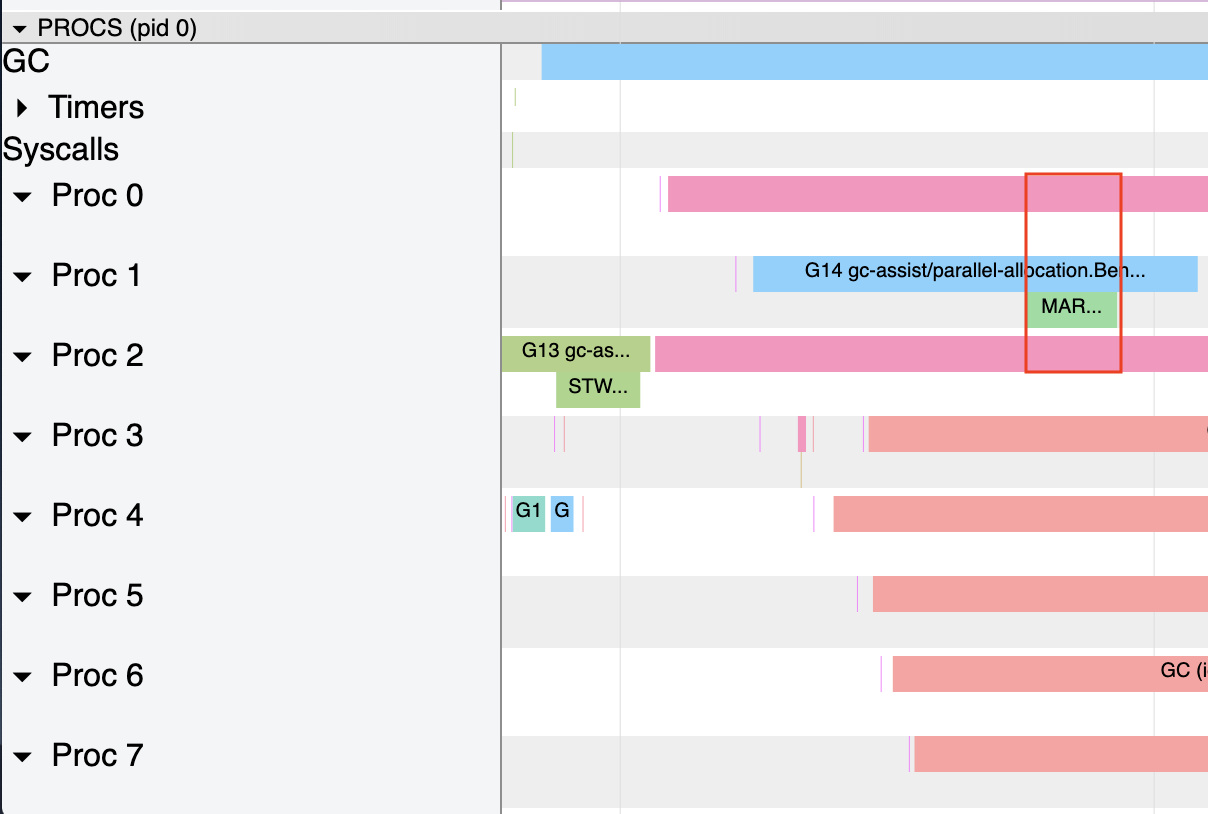 PROCS (pid 0)
GC
Timers
Syscalls
Proc 0
Proc 1
G14 gc-assist/parallel-allocation.Ben...
MAR...
Proc 2
G13 gc-as...
STW...
Proc 3
Proc 4
G1
G
Proc 5
Proc 6
GC (i
Proc 7